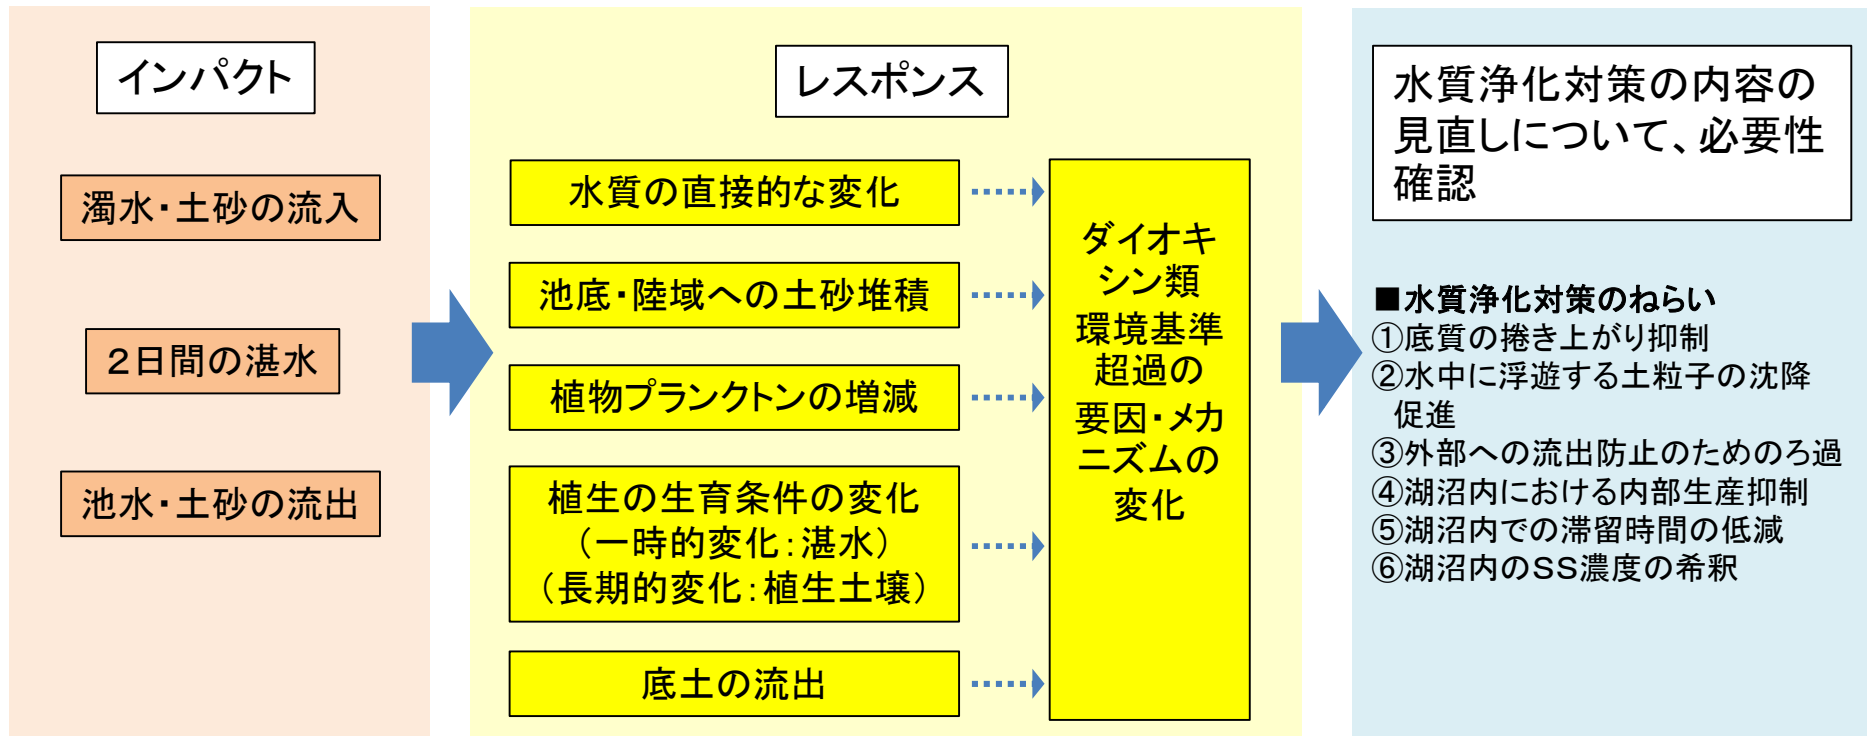 インパクト
濁水・土砂の流入
２日間の湛水
池水・土砂の流出
レスポンス
水質の直接的な変化
池底・陸域への土砂堆積
植物プランクトンの増減
植生の生育条件の変化
（一時的変化：湛水）
（長期的変化：植生土壌）
底土の流出
ダイオキ
シン類
環境基準
超過の
要因・メカ
ニズムの
変化
水質浄化対策の内容の
見直しについて、必要性
確認
■水質浄化対策のねらい
①底質の捲き上がり抑制
②水中に浮遊する土粒子の沈降
促進
③外部への流出防止のためのろ過
④湖沼内における内部生産抑制
⑤湖沼内での滞留時間の低減
⑥湖沼内のＳＳ濃度の希釈